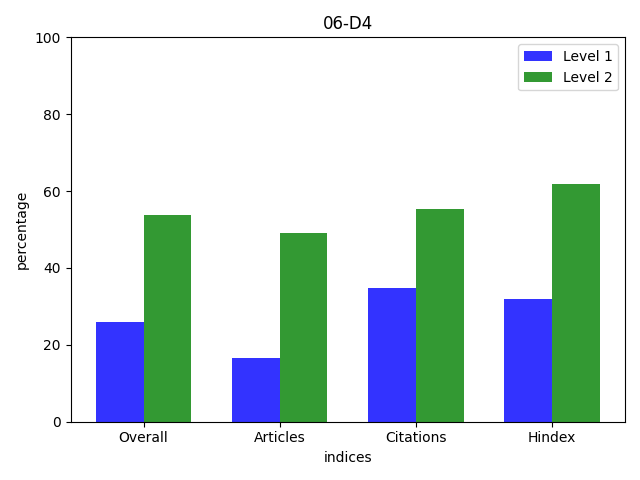 06-D4
100
80
60
40
20
0
percentage
Level 1
Level 2
Overall
Articles
Citations
Hindex
indices